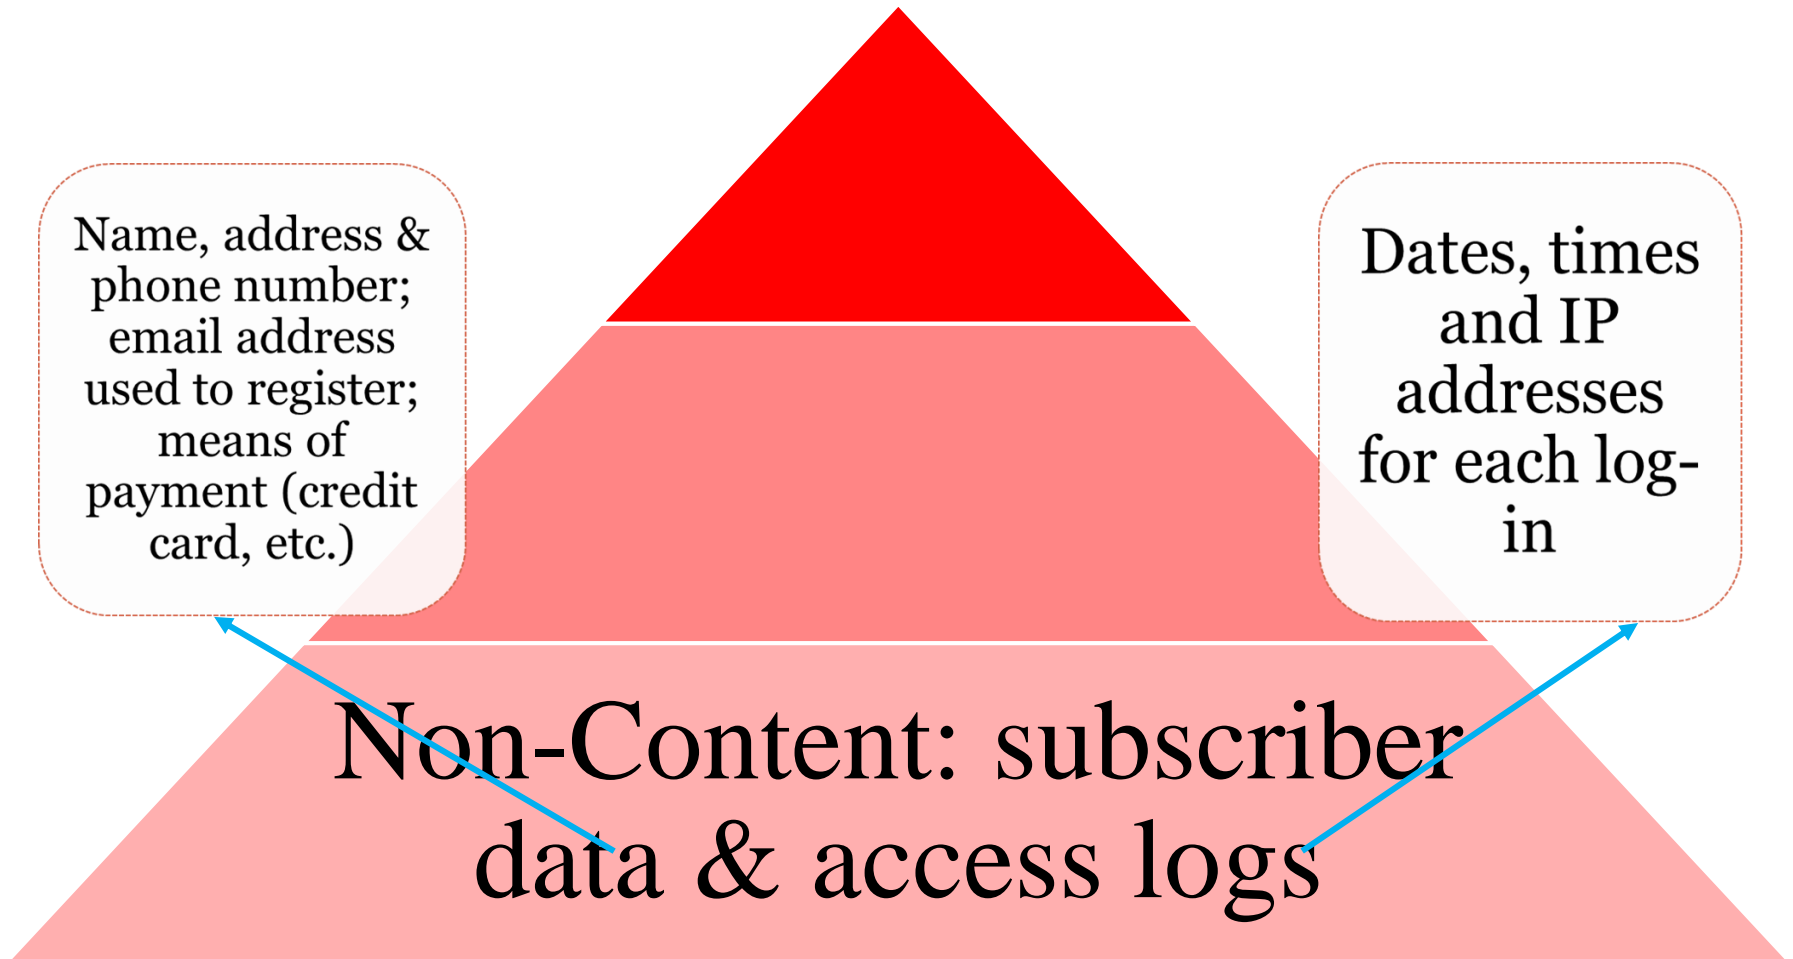 Name, address &
phone number;
email address
used to register;
means of
payment (credit
card, etc.)
Dates, times
and IP
addresses
for each log-
in
Non-Content: subscriber
data & access logs